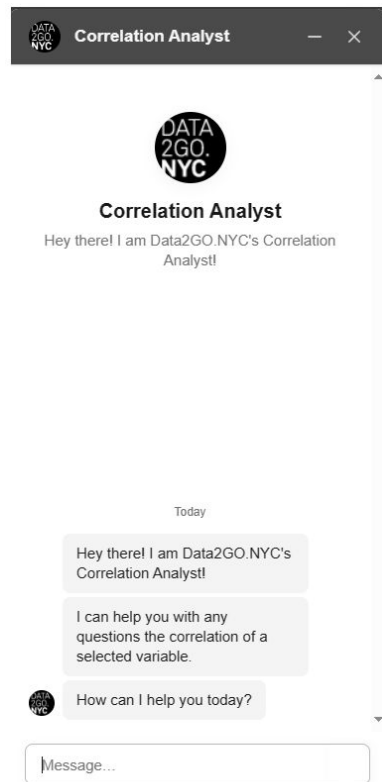 DATA
2GO.
NYC
Correlation Analyst
DATA
2GO.
NYC
Correlation Analyst
Hey there! I am Data2GO.NYC's Correlation
Analyst!
Today
Hey there! I am Data2GO.NYC's
Correlation Analyst!
I can help you with any
questions the correlation of a
selected variable.
DATA
2GO.
NYC
How can I help you today?
Message...